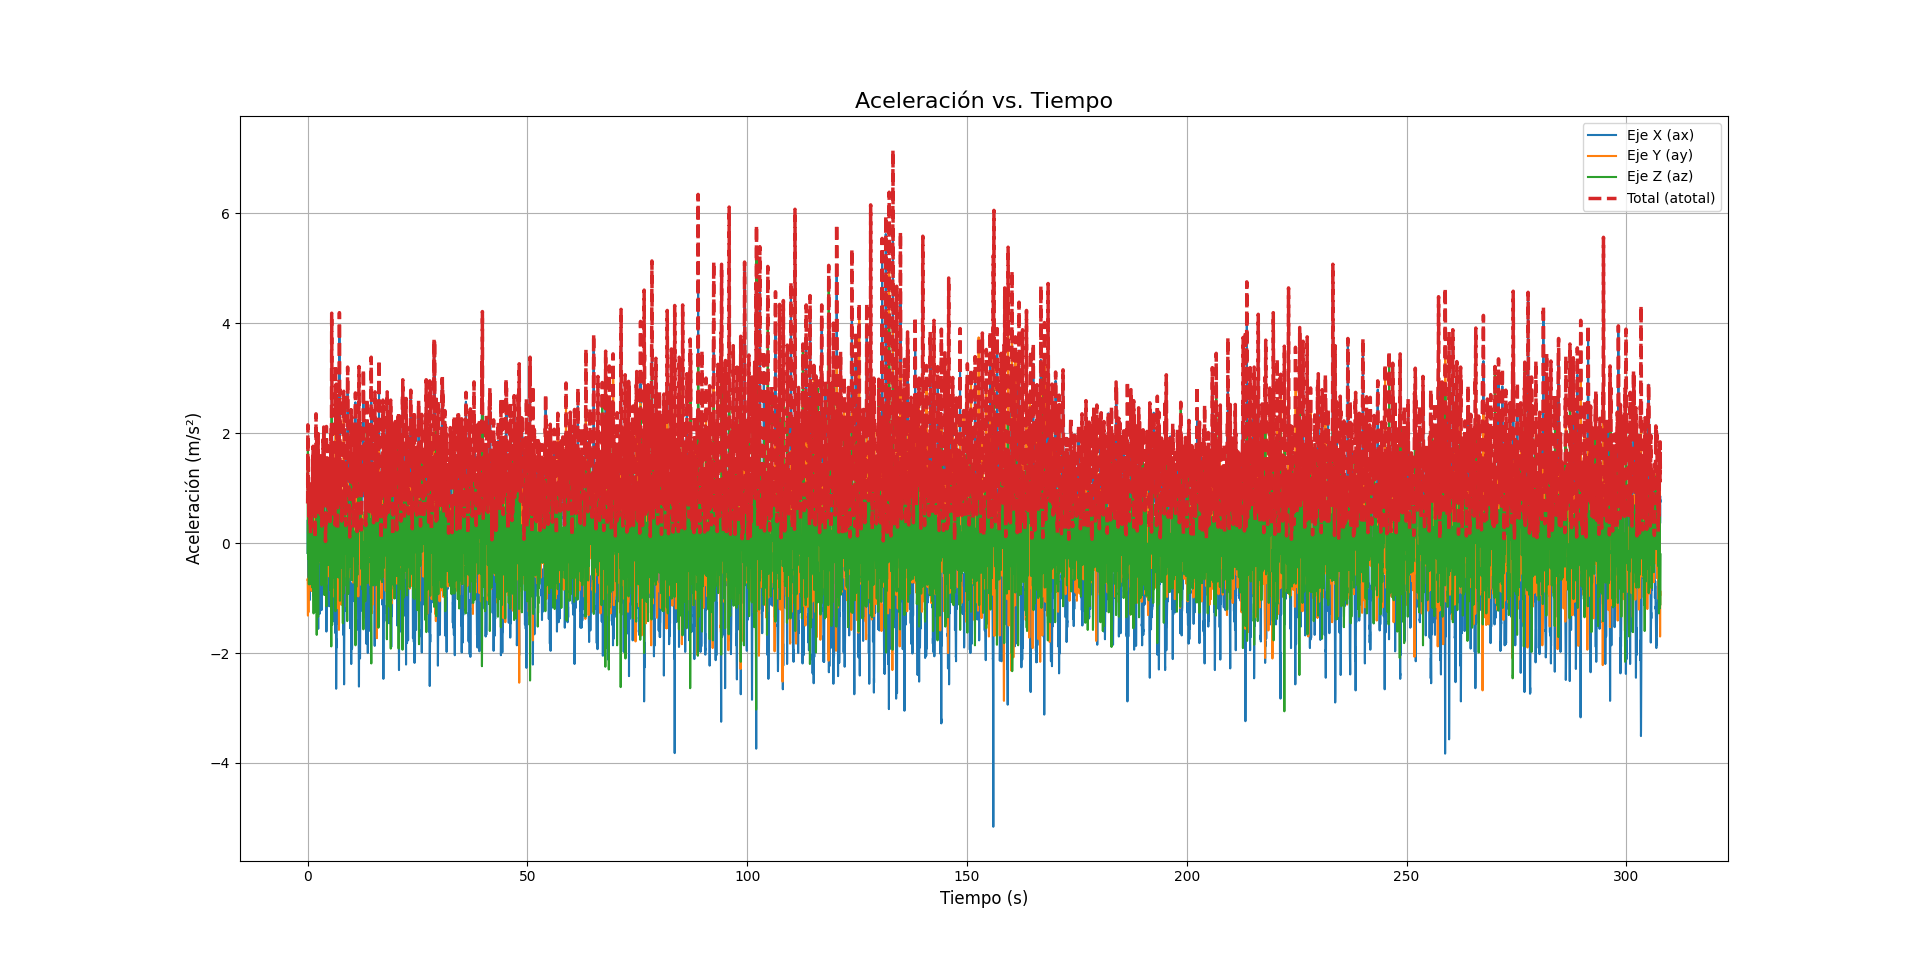 Aceleración vs. Tiempo
Eje X (ax)
Eje Y (ay)
Eje Z (az)
Total (atotal)
Aceleración (m/s²)
6
4
2
0
−2
−4
0
50
100
150
200
250
300
Tiempo (s)